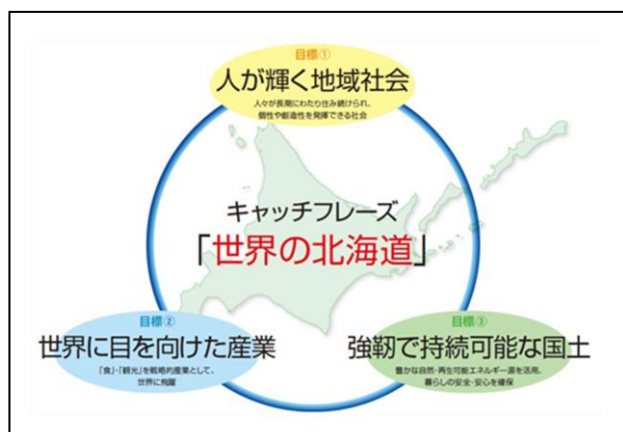 目標①
人が輝く地域社会
人々が長期にわたり住み続けられ、
個性や創造性を発揮できる社会
キャッチフレーズ
「世界の北海道」
目標②
世界に目を向けた産業
「食」・「観光」を戦略的産業として、
世界に飛躍
目標③
強靭で持続可能な国土
豊かな自然・再生可能エネルギー源を活用、
暮らしの安全・安心を確保